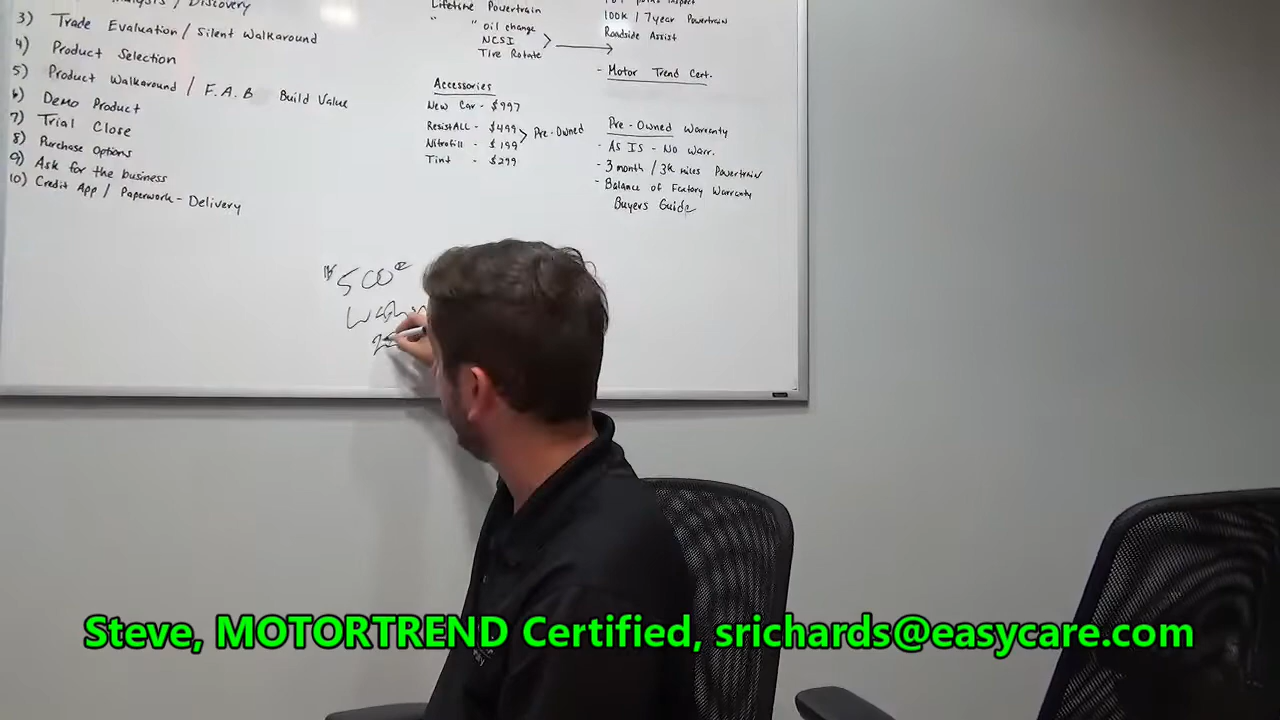 / Discovery
3) Trade Evaluation / Silent Walkaround
4) Product Selection
5) Product Walkaround / F.A.B Build Value
6) Demo Product
7) Trial Close
8) Purchase Options
9) Ask for the business
10) Credit App / Paperwork - Delivery
Lifetime Powertrain
" " oil change
NCSI
Tire Rotate
Accessories
New Car - $997
ResistALL - $499
Nitrofill - $199
Pre-Owned
Tint - $299
100k / 7year Powertrain
Roadside Assist
- Motor Trend Cert.
Pre-Owned Warranty
- AS IS - No Warr.
- 3 month / 3k miles Powertrain
- Balance of Factory Warranty
Buyers Guide
Steve, MOTORTREND Certified, srichards@easycare.com